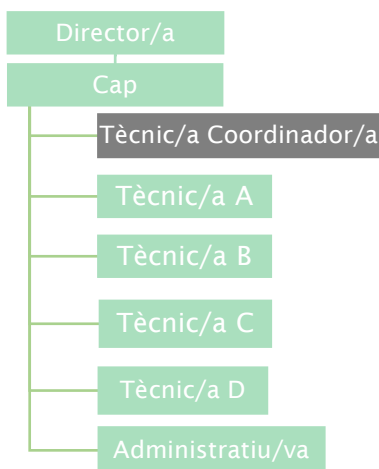 Director/a
Cap
Tècnic/a Coordinador/a
Tècnic/a A
Tècnic/a B
Tècnic/a C
Tècnic/a D
Administratiu/va